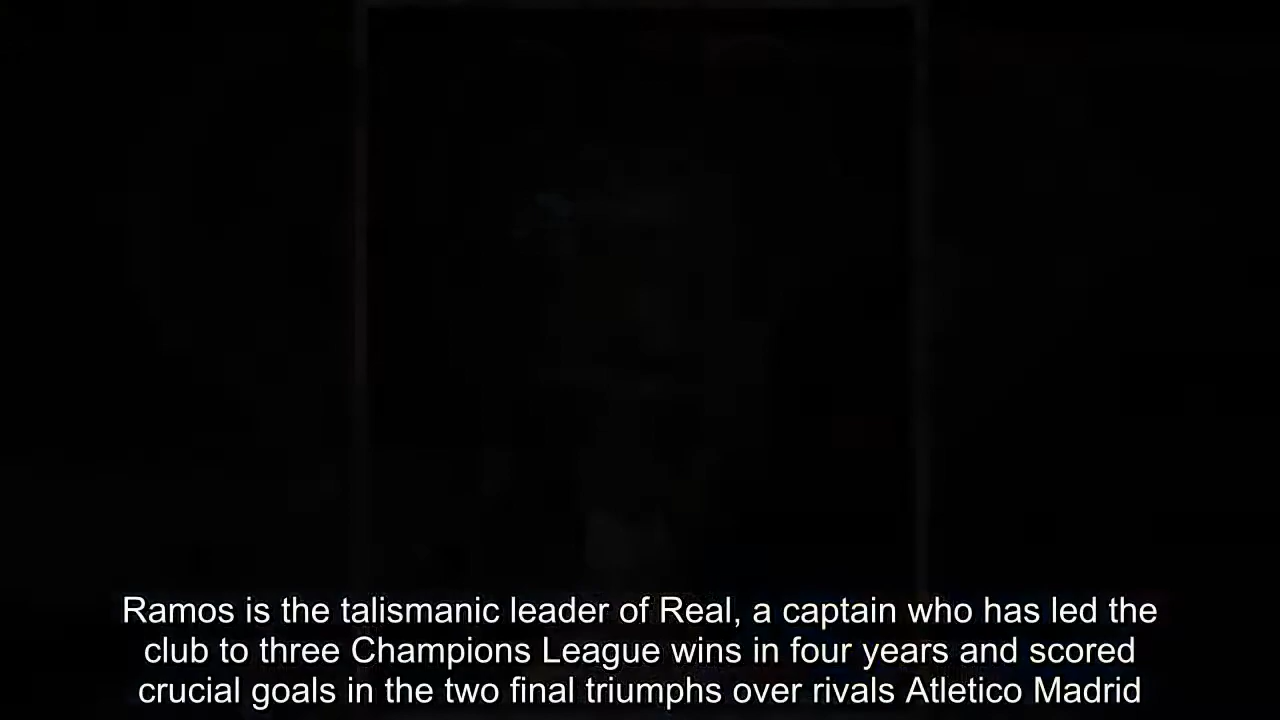 Ramos is the talismanic leader of Real, a captain who has led the
club to three Champions League wins in four years and scored
crucial goals in the two final triumphs over rivals Atletico Madrid